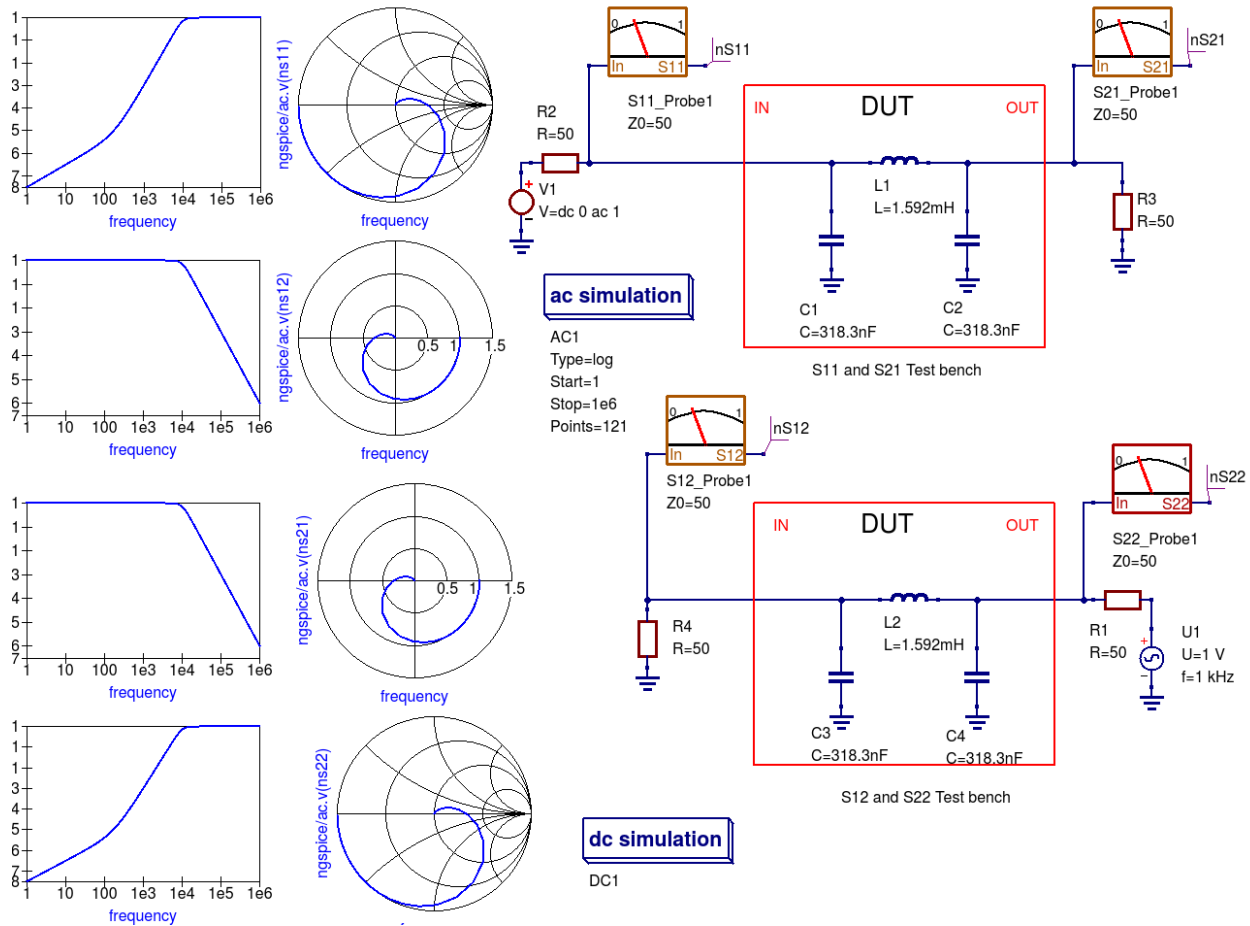 1
1
1
3
4
5
6
8
1 10 100 1e3 1e4 1e5 1e6
frequency
ngspice/ac.v(ns11)
frequency
1
1
1
3
4
5
6
7
1 10 100 1e3 1e4 1e5 1e6
frequency
ngspice/ac.v(ns12)
0.5 1 1.5
frequency
1
1
1
3
4
5
6
7
1 10 100 1e3 1e4 1e5 1e6
frequency
ngspice/ac.v(ns21)
0.5 1 1.5
frequency
1
1
1
3
4
5
6
8
1 10 100 1e3 1e4 1e5 1e6
frequency
ngspice/ac.v(ns22)
0 1
In S11
nS11
S11_Probe1
Z0=50
R2
R=50
V1
V=dc 0 ac 1
IN DUT OUT
L1
L=1.592mH
C1
C=318.3nF
C2
C=318.3nF
0 1
In S21
nS21
S21_Probe1
Z0=50
R3
R=50
S11 and S21 Test bench
ac simulation
AC1
Type=log
Start=1
Stop=1e6
Points=121
0 1
In S12
nS12
S12_Probe1
Z0=50
R4
R=50
IN DUT OUT
L2
L=1.592mH
C3
C=318.3nF
C4
C=318.3nF
0 1
In S22
nS22
S22_Probe1
Z0=50
R1
R=50
U1
U=1 V
f=1 kHz
S12 and S22 Test bench
dc simulation
DC1